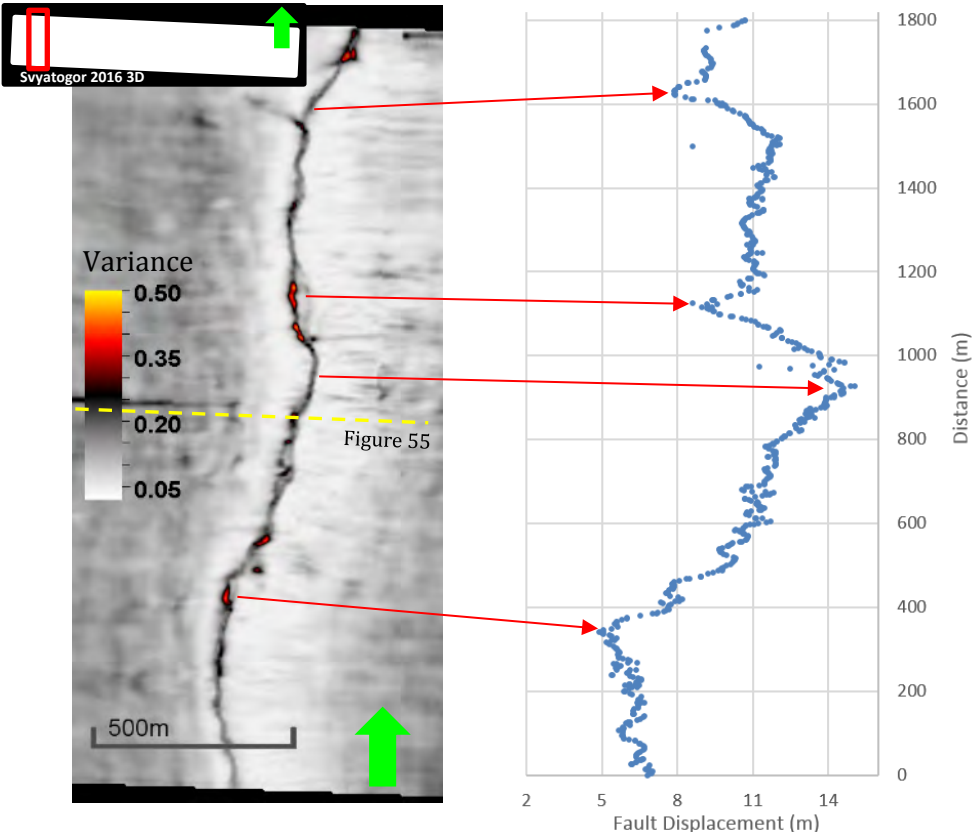 Svyatogor 2016 3D
Variance
0.50
0.35
0.20
0.05
Figure 55
500m
1800
1600
1400
1200
1000
800
600
400
200
0
Distance (m)
2 5 8 11 14
Fault Displacement (m)